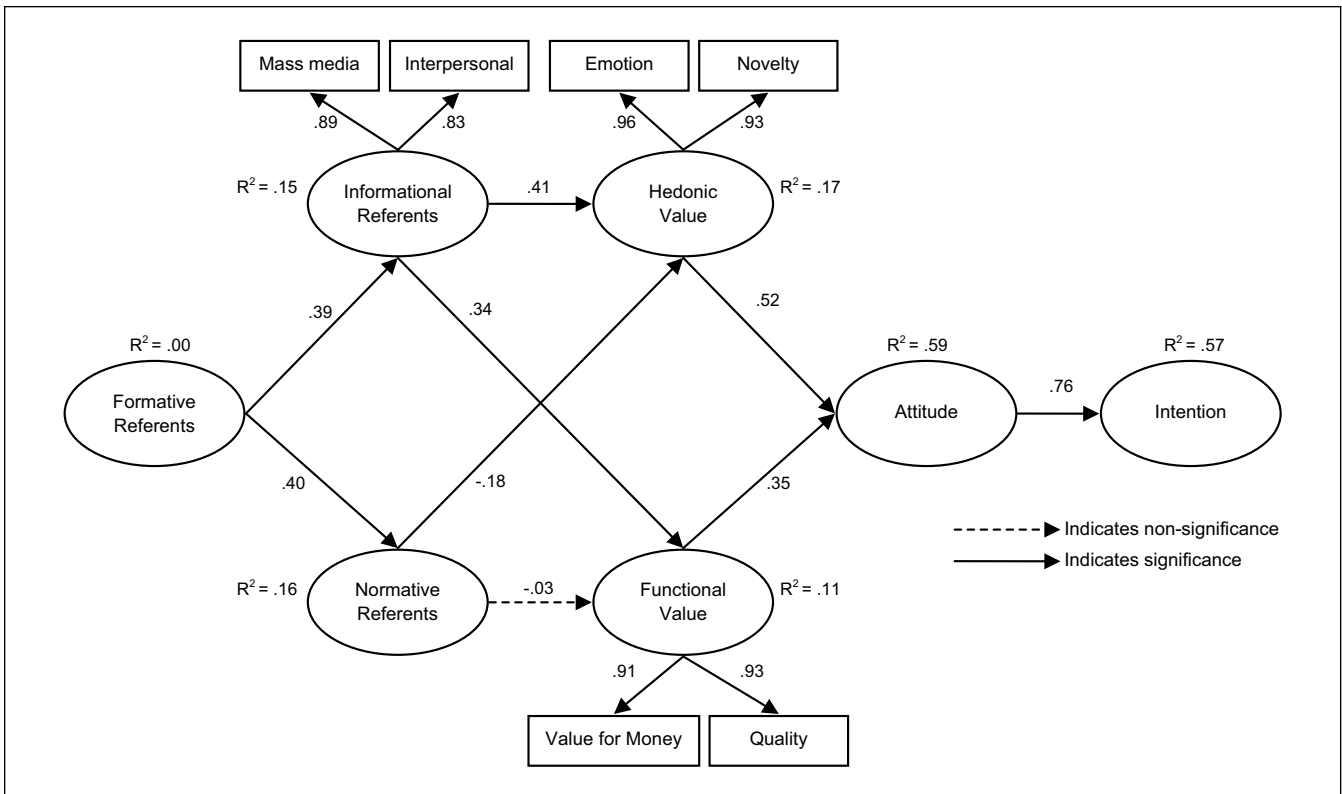 Mass media
Interpersonal
Emotion
Novelty
.89
.83
.96
.93
R² = .15
Informational
Referents
.41
Hedonic
Value
R² = .17
.39
.34
.52
R² = .00
Formative
Referents
R² = .59
Attitude
.76
R² = .57
Intention
.40
-.18
.35
Indicates non-significance
Indicates significance
R² = .16
Normative
Referents
-.03
Functional
Value
R² = .11
.91
.93
Value for Money
Quality